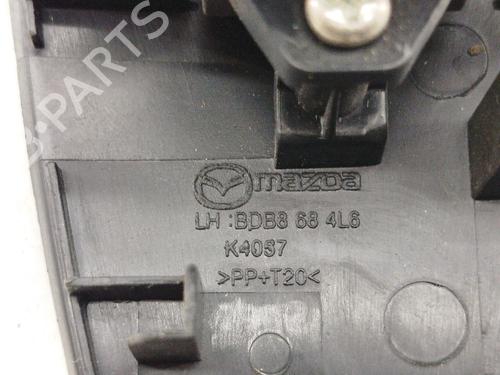 B-PARTS
mazda
LH :BDB8 68 4L6
K4037
>PP+T20<